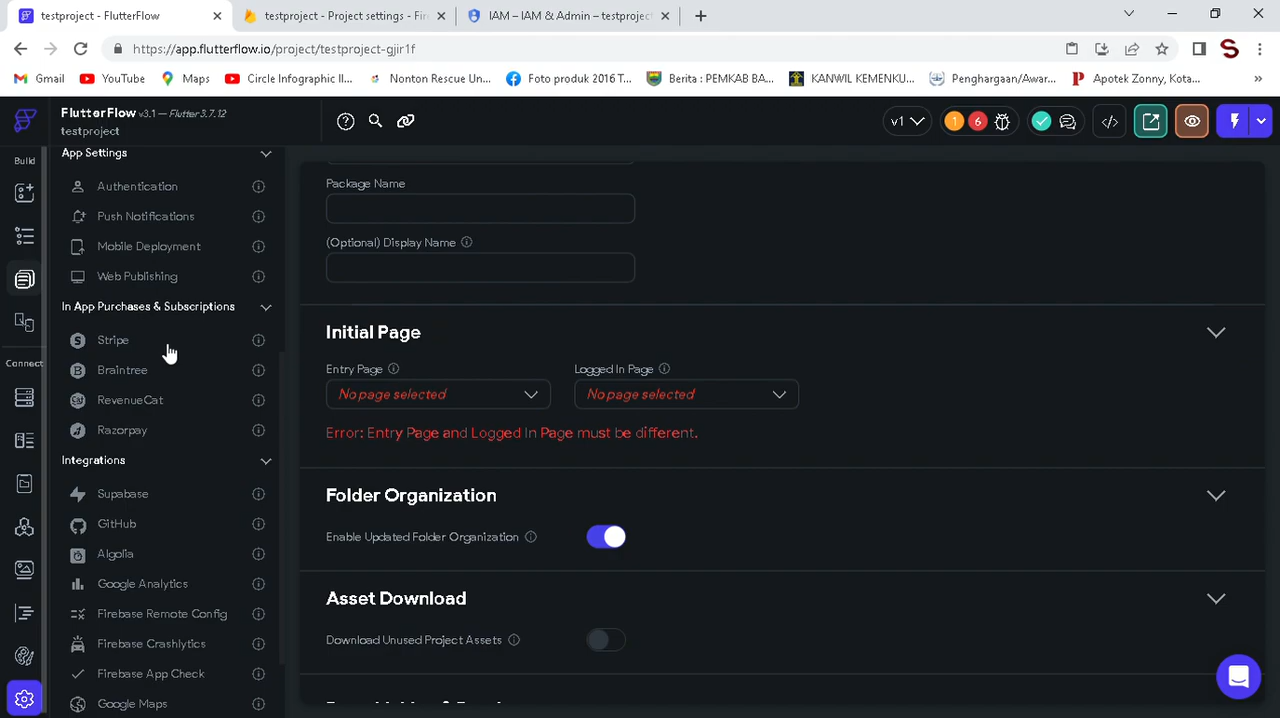 testproject - FlutterFlow
testproject - Project settings - Fire
IAM – IAM & Admin – testproject
https://app.flutterflow.io/project/testproject-gjir1f
Gmail
YouTube
Maps
Circle Infographic Il...
Nonton Rescue Un...
Foto produk 2016 T...
Berita : PEMKAB BA...
KANWIL KEMENKU...
Penghargaan/Awar...
Apotek Zonny, Kota...
»
FlutterFlow v3.1 — Flutter 3.7.12
testproject
v1
1
6
Build
Connect
App Settings
Authentication
Push Notifications
Mobile Deployment
Web Publishing
In App Purchases & Subscriptions
Stripe
Braintree
RevenueCat
Razorpay
Integrations
Supabase
GitHub
Algolia
Google Analytics
Firebase Remote Config
Firebase Crashlytics
Firebase App Check
Google Maps
Package Name
(Optional) Display Name
Initial Page
Entry Page
Logged In Page
No page selected
No page selected
Error: Entry Page and Logged In Page must be different.
Folder Organization
Enable Updated Folder Organization
Asset Download
Download Unused Project Assets